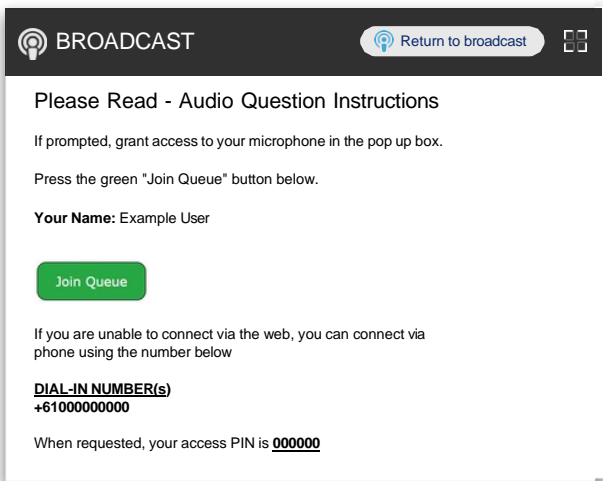 BROADCAST
Return to broadcast
Please Read - Audio Question Instructions
If prompted, grant access to your microphone in the pop up box.
Press the green "Join Queue" button below.
Your Name: Example User
Join Queue
If you are unable to connect via the web, you can connect via
phone using the number below
DIAL-IN NUMBER(s)
+61000000000
When requested, your access PIN is 000000